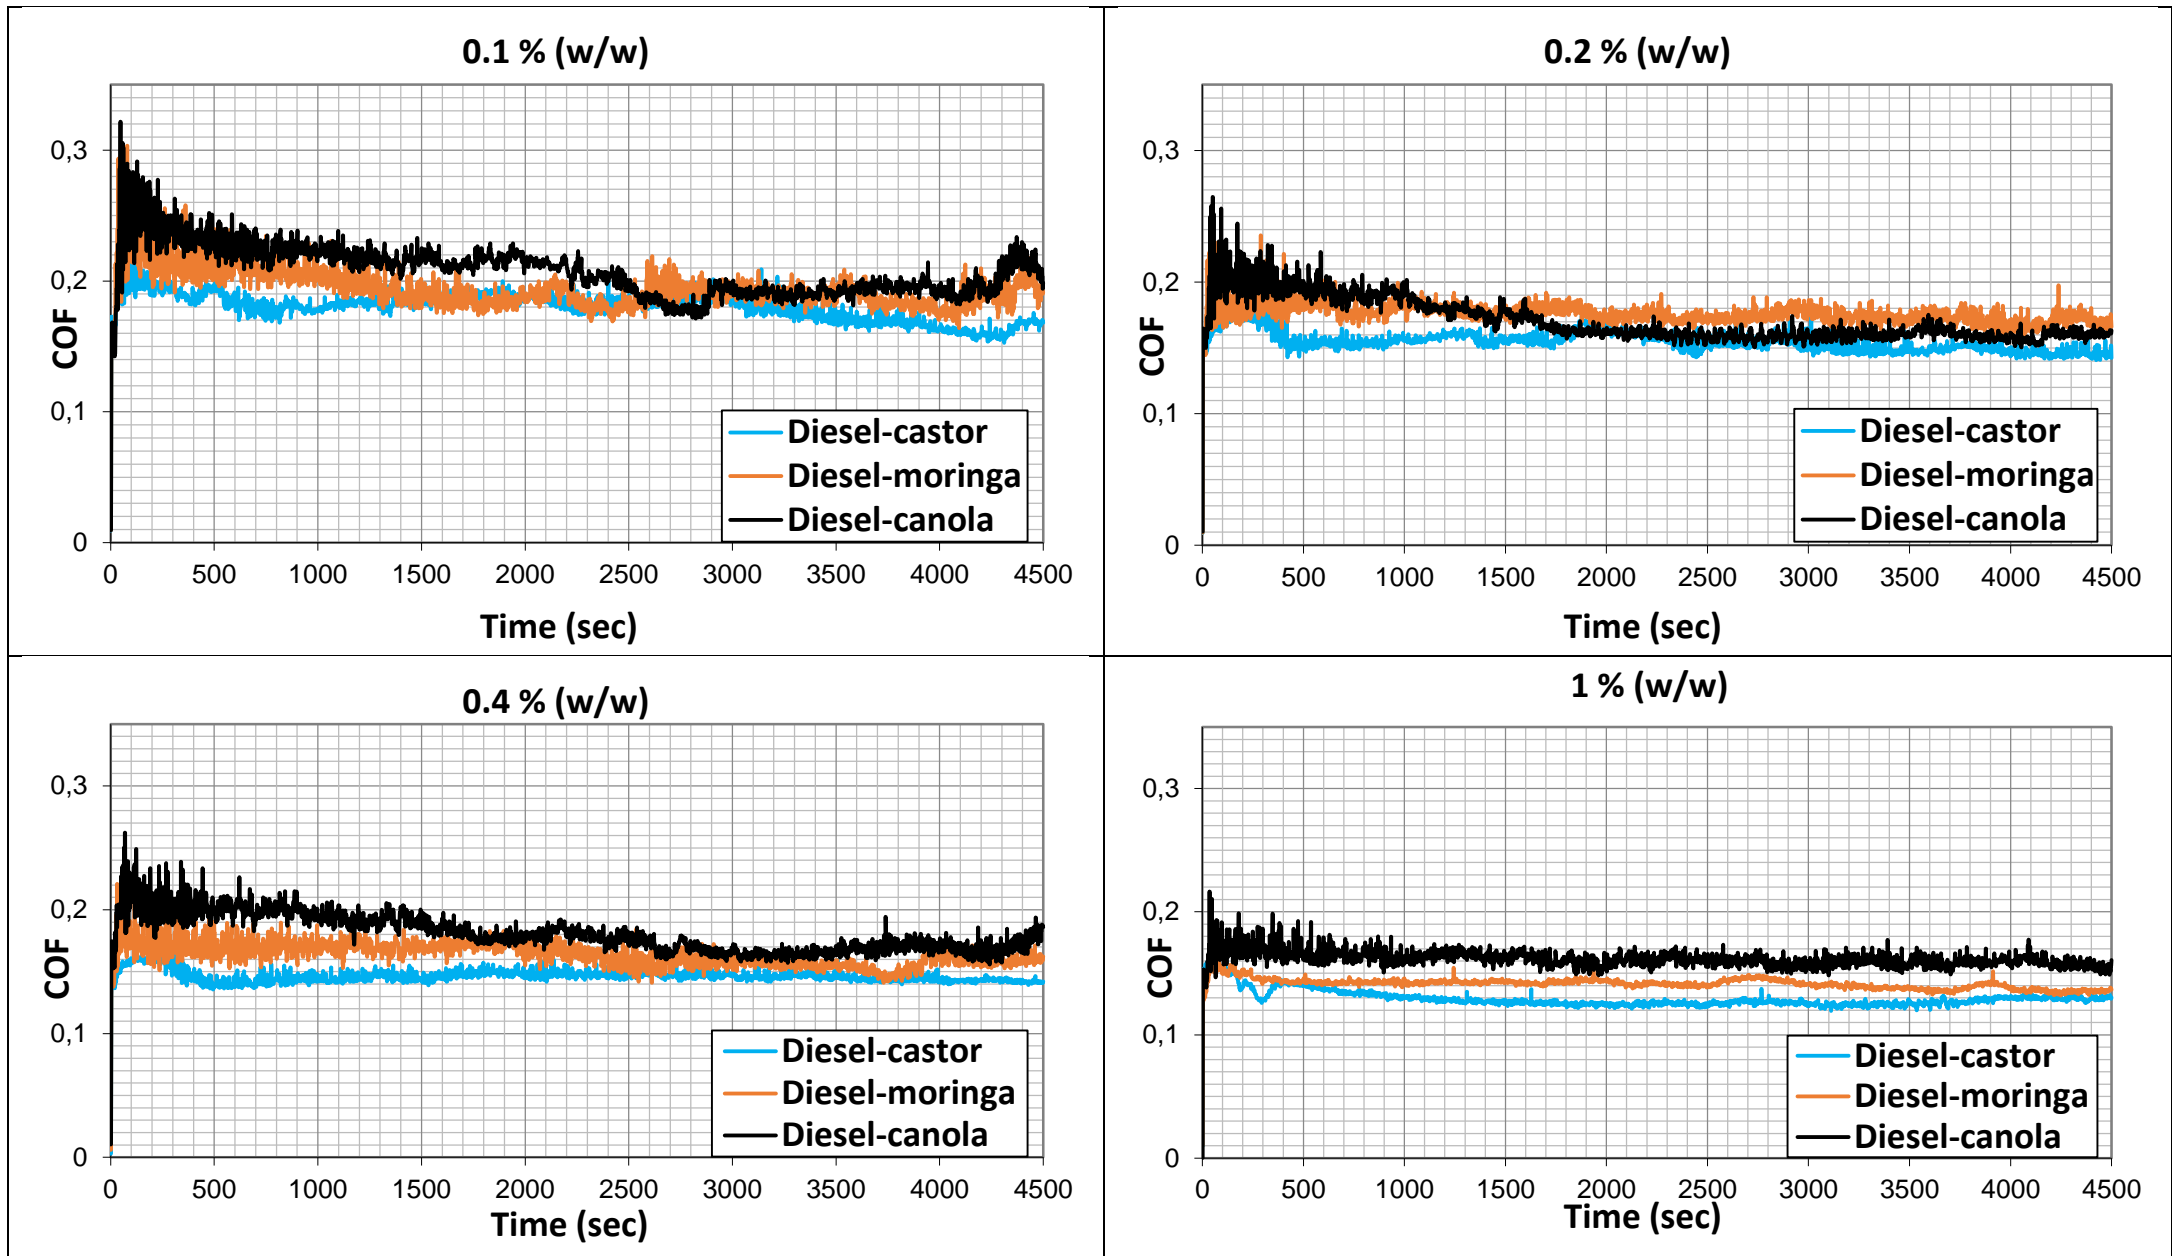 0.1 % (w/w)
0,3
0,2
0,1
0
COF
Diesel-castor
Diesel-moringa
Diesel-canola
0 500 1000 1500 2000 2500 3000 3500 4000 4500
Time (sec)
0.2 % (w/w)
0,3
0,2
0,1
0
COF
Diesel-castor
Diesel-moringa
Diesel-canola
0 500 1000 1500 2000 2500 3000 3500 4000 4500
Time (sec)
0.4 % (w/w)
0,3
0,2
0,1
0
COF
Diesel-castor
Diesel-moringa
Diesel-canola
0 500 1000 1500 2000 2500 3000 3500 4000 4500
Time (sec)
1 % (w/w)
0,3
0,2
0,1
0
COF
Diesel-castor
Diesel-moringa
Diesel-canola
0 500 1000 1500 2000 2500 3000 3500 4000 4500
Time (sec)